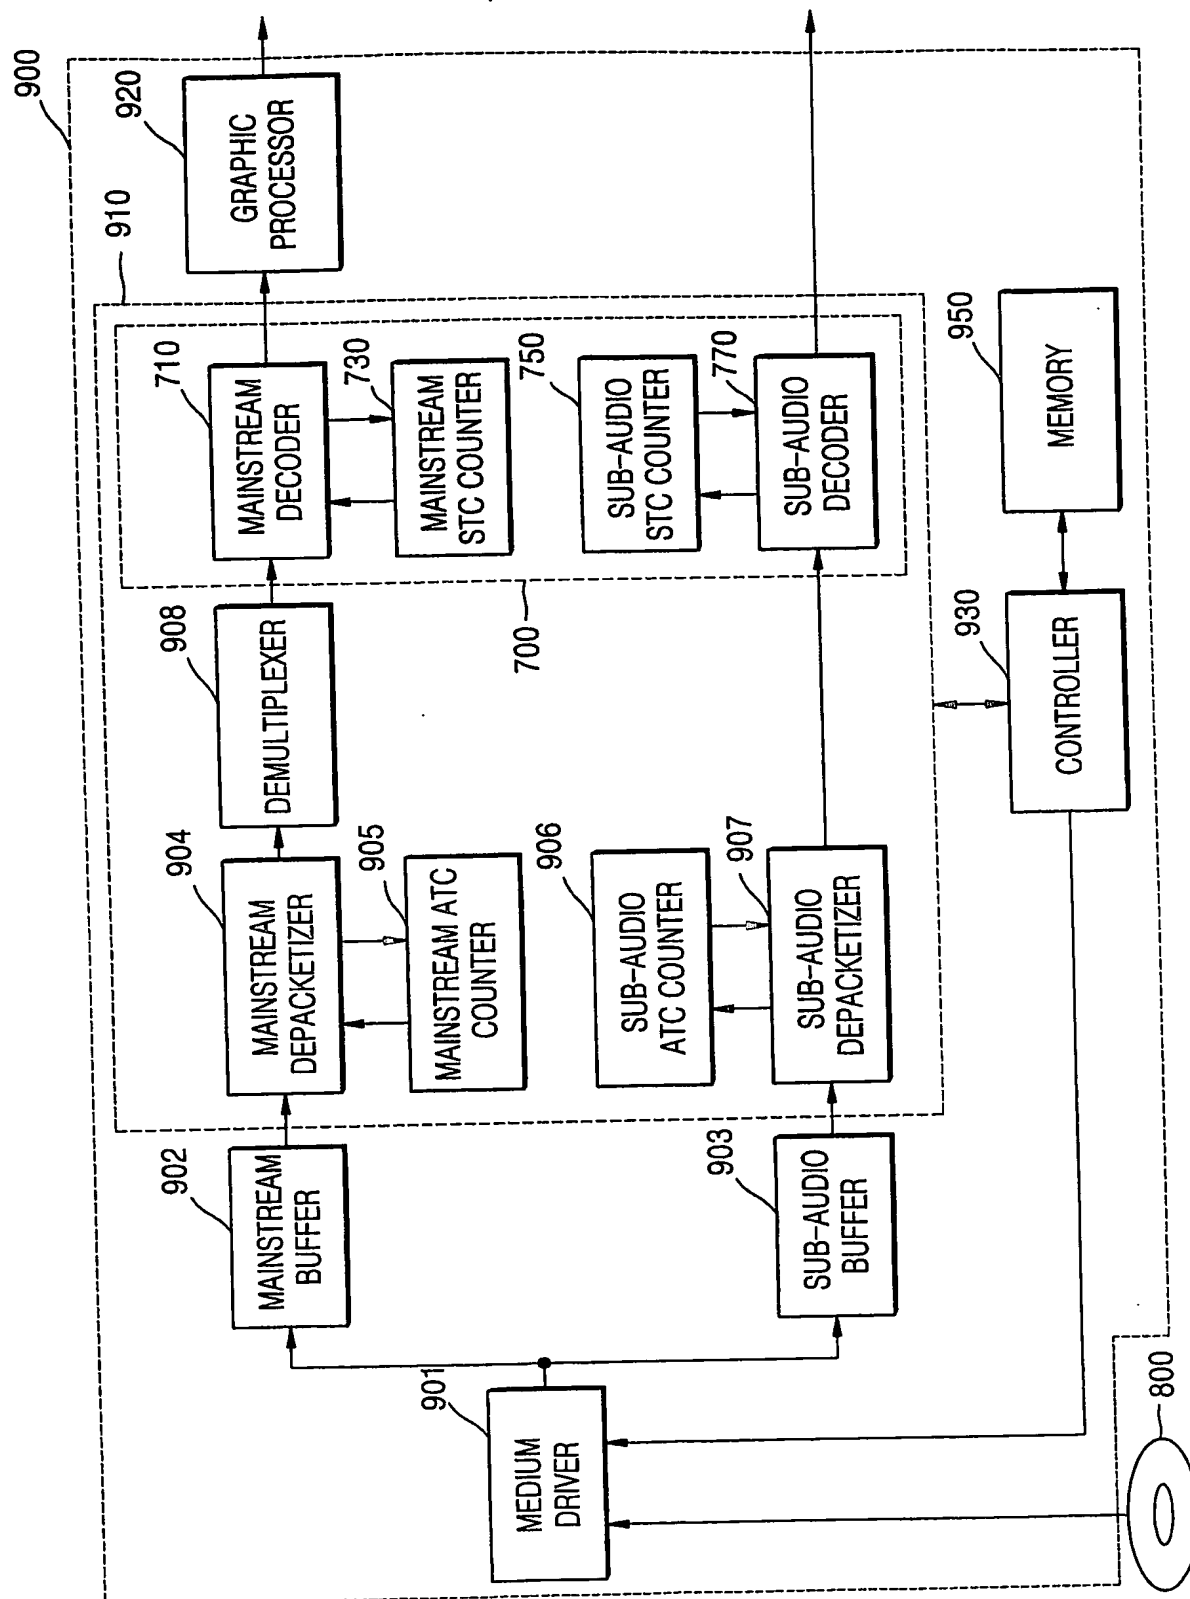 900
910
920
GRAPHIC
PROCESSOR
710
MAINSTREAM
DECODER
730
MAINSTREAM
STC COUNTER
750
SUB-AUDIO
STC COUNTER
770
SUB-AUDIO
DECODER
700
908
DEMULTIPLEXER
904
MAINSTREAM
DEPACKETIZER
905
MAINSTREAM ATC
COUNTER
906
SUB-AUDIO
ATC COUNTER
907
SUB-AUDIO
DEPACKETIZER
902
MAINSTREAM
BUFFER
903
SUB-AUDIO
BUFFER
901
MEDIUM
DRIVER
950
MEMORY
930
CONTROLLER
800